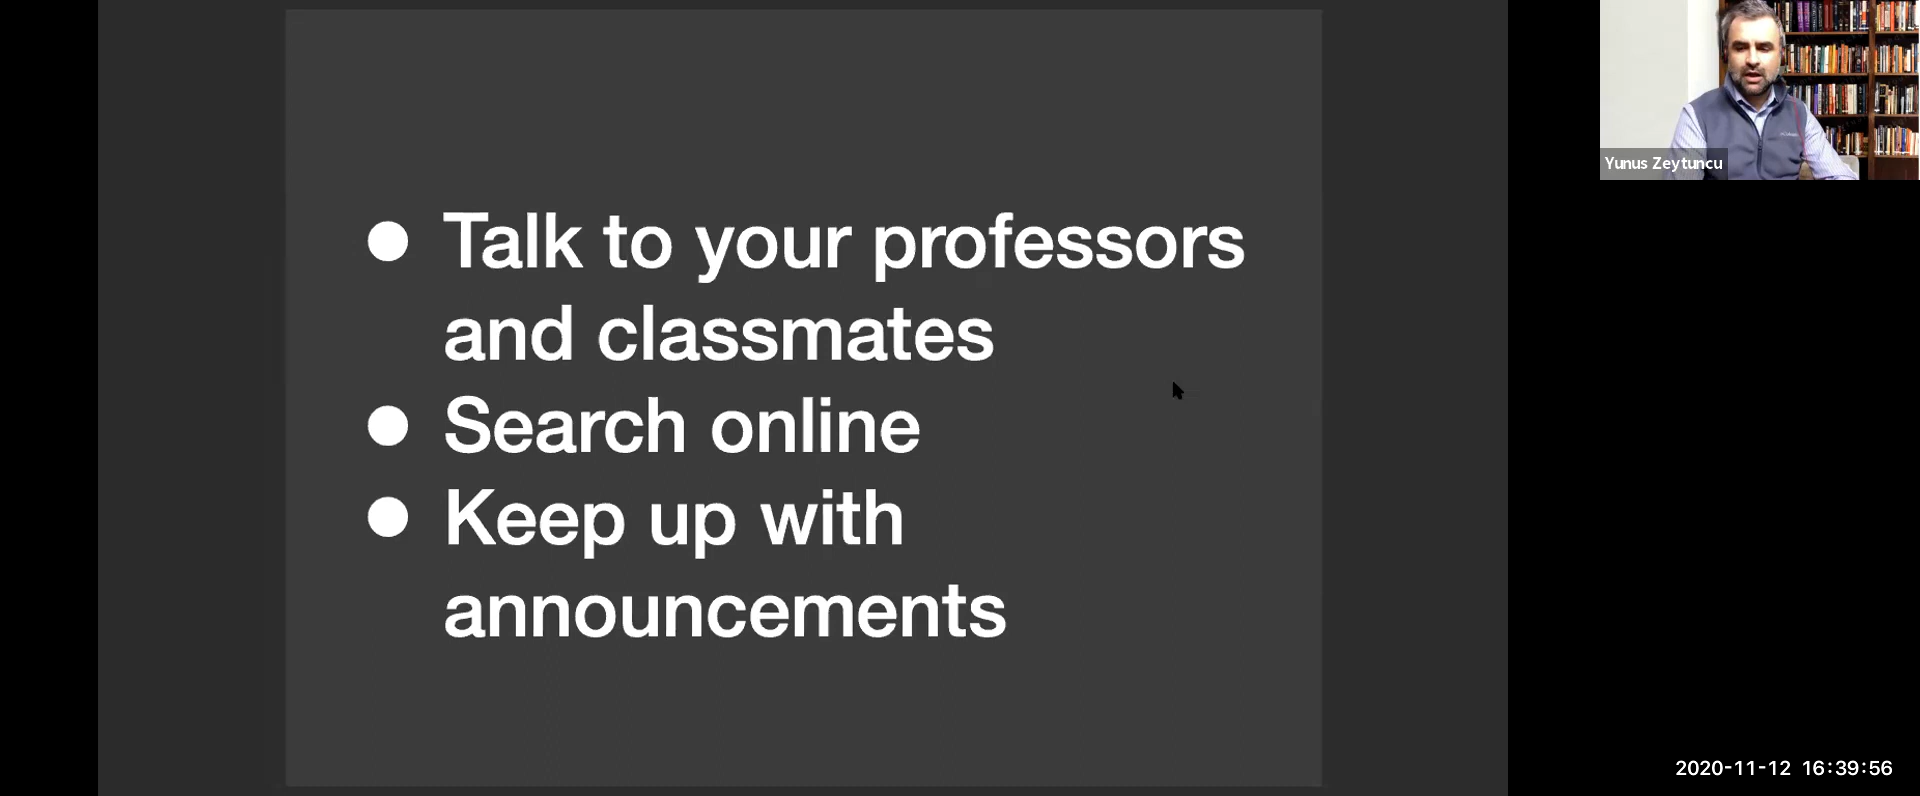 Talk to your professors
and classmates
Search online
Keep up with
announcements
Yunus Zeytuncu
2020-11-12 16:39:56